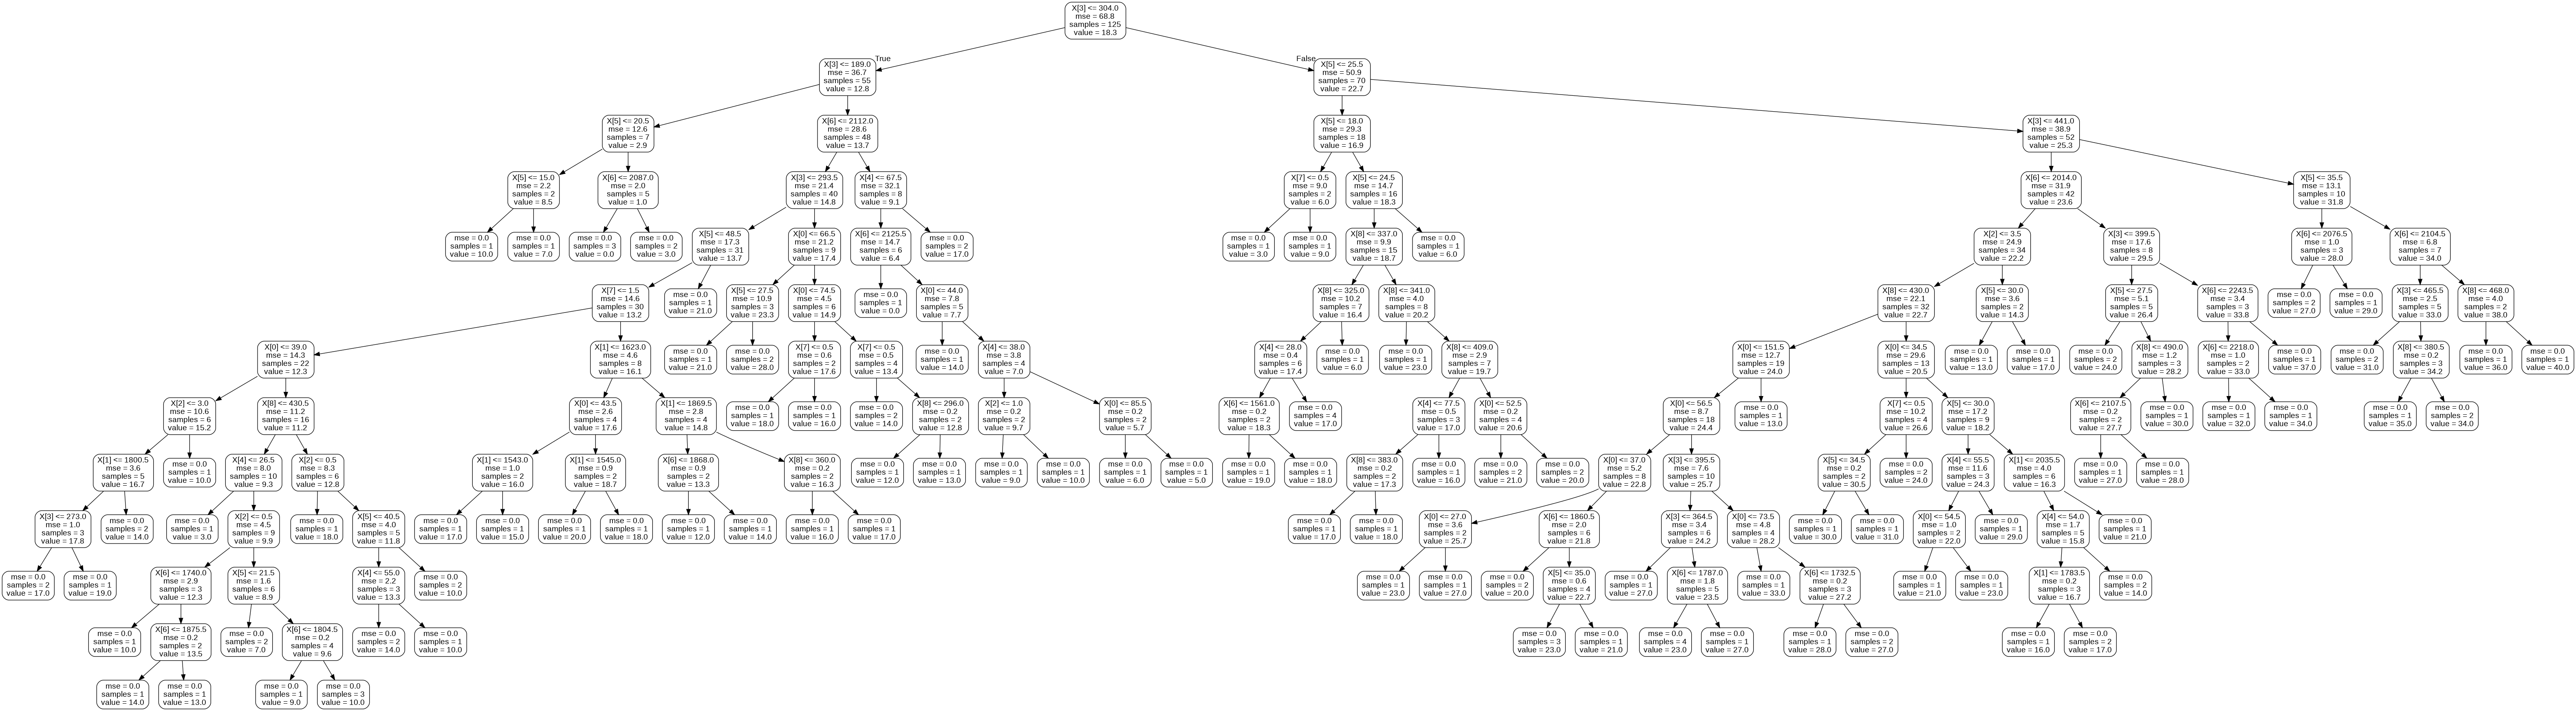 X[3] <= 304.0
mse = 68.8
samples = 125
value = 18.3
True
False
X[3] <= 189.0
mse = 36.7
samples = 55
value = 12.8
X[5] <= 25.5
mse = 50.9
samples = 70
value = 22.7
X[5] <= 20.5
mse = 12.6
samples = 7
value = 2.9
X[6] <= 2112.0
mse = 28.6
samples = 48
value = 13.7
X[5] <= 18.0
mse = 29.3
samples = 18
value = 16.9
X[3] <= 441.0
mse = 38.9
samples = 52
value = 25.3
X[5] <= 15.0
mse = 2.2
samples = 2
value = 8.5
X[6] <= 2087.0
mse = 2.0
samples = 5
value = 1.0
X[3] <= 293.5
mse = 21.4
samples = 40
value = 14.8
X[4] <= 67.5
mse = 32.1
samples = 8
value = 9.1
X[7] <= 0.5
mse = 9.0
samples = 2
value = 6.0
X[5] <= 24.5
mse = 14.7
samples = 16
value = 18.3
X[6] <= 2014.0
mse = 31.9
samples = 42
value = 23.6
X[5] <= 35.5
mse = 13.1
samples = 10
value = 31.8
mse = 0.0
samples = 1
value = 10.0
mse = 0.0
samples = 1
value = 7.0
mse = 0.0
samples = 3
value = 0.0
mse = 0.0
samples = 2
value = 3.0
X[5] <= 48.5
mse = 17.3
samples = 31
value = 13.7
X[0] <= 66.5
mse = 21.2
samples = 9
value = 17.4
X[6] <= 2125.5
mse = 14.7
samples = 6
value = 6.4
mse = 0.0
samples = 2
value = 17.0
mse = 0.0
samples = 1
value = 3.0
mse = 0.0
samples = 1
value = 9.0
X[8] <= 337.0
mse = 9.9
samples = 15
value = 18.7
mse = 0.0
samples = 1
value = 6.0
X[2] <= 3.5
mse = 24.9
samples = 34
value = 22.2
X[3] <= 399.5
mse = 17.6
samples = 8
value = 29.5
X[6] <= 2076.5
mse = 1.0
samples = 3
value = 28.0
X[6] <= 2104.5
mse = 6.8
samples = 7
value = 34.0
X[7] <= 1.5
mse = 14.6
samples = 30
value = 13.2
mse = 0.0
samples = 1
value = 21.0
X[5] <= 27.5
mse = 10.9
samples = 3
value = 23.3
X[0] <= 74.5
mse = 4.5
samples = 6
value = 14.9
mse = 0.0
samples = 1
value = 0.0
X[0] <= 44.0
mse = 7.8
samples = 5
value = 7.7
X[8] <= 325.0
mse = 10.2
samples = 7
value = 16.4
X[8] <= 341.0
mse = 4.0
samples = 8
value = 20.2
X[8] <= 430.0
mse = 22.1
samples = 32
value = 22.7
X[5] <= 30.0
mse = 3.6
samples = 2
value = 14.3
X[5] <= 27.5
mse = 5.1
samples = 5
value = 26.4
X[6] <= 2243.5
mse = 3.4
samples = 3
value = 33.8
mse = 0.0
samples = 2
value = 27.0
mse = 0.0
samples = 1
value = 29.0
X[3] <= 465.5
mse = 2.5
samples = 5
value = 33.0
X[8] <= 468.0
mse = 4.0
samples = 2
value = 38.0
X[0] <= 39.0
mse = 14.3
samples = 22
value = 12.3
X[1] <= 1623.0
mse = 4.6
samples = 8
value = 16.1
mse = 0.0
samples = 1
value = 21.0
mse = 0.0
samples = 2
value = 28.0
X[7] <= 0.5
mse = 0.6
samples = 2
value = 17.6
X[7] <= 0.5
mse = 0.5
samples = 4
value = 13.4
mse = 0.0
samples = 1
value = 14.0
X[4] <= 38.0
mse = 3.8
samples = 4
value = 7.0
X[4] <= 28.0
mse = 0.4
samples = 6
value = 17.4
mse = 0.0
samples = 1
value = 6.0
mse = 0.0
samples = 1
value = 23.0
X[8] <= 409.0
mse = 2.9
samples = 7
value = 19.7
X[0] <= 151.5
mse = 12.7
samples = 19
value = 24.0
X[0] <= 34.5
mse = 29.6
samples = 13
value = 20.5
mse = 0.0
samples = 1
value = 13.0
mse = 0.0
samples = 1
value = 17.0
mse = 0.0
samples = 2
value = 24.0
X[8] <= 490.0
mse = 1.2
samples = 3
value = 28.2
X[6] <= 2218.0
mse = 1.0
samples = 2
value = 33.0
mse = 0.0
samples = 1
value = 37.0
mse = 0.0
samples = 2
value = 31.0
X[8] <= 380.5
mse = 0.2
samples = 3
value = 34.2
mse = 0.0
samples = 1
value = 36.0
mse = 0.0
samples = 1
value = 40.0
X[2] <= 3.0
mse = 10.6
samples = 6
value = 15.2
X[8] <= 430.5
mse = 11.2
samples = 16
value = 11.2
X[0] <= 43.5
mse = 2.6
samples = 4
value = 17.6
X[1] <= 1869.5
mse = 2.8
samples = 4
value = 14.8
mse = 0.0
samples = 1
value = 18.0
mse = 0.0
samples = 1
value = 16.0
mse = 0.0
samples = 2
value = 14.0
X[8] <= 296.0
mse = 0.2
samples = 2
value = 12.8
X[2] <= 1.0
mse = 0.2
samples = 2
value = 9.7
X[0] <= 85.5
mse = 0.2
samples = 2
value = 5.7
X[6] <= 1561.0
mse = 0.2
samples = 2
value = 18.3
mse = 0.0
samples = 4
value = 17.0
X[4] <= 77.5
mse = 0.5
samples = 3
value = 17.0
X[0] <= 52.5
mse = 0.2
samples = 4
value = 20.6
X[0] <= 56.5
mse = 8.7
samples = 18
value = 24.4
mse = 0.0
samples = 1
value = 13.0
X[7] <= 0.5
mse = 10.2
samples = 4
value = 26.6
X[5] <= 30.0
mse = 17.2
samples = 9
value = 18.2
X[6] <= 2107.5
mse = 0.2
samples = 2
value = 27.7
mse = 0.0
samples = 1
value = 30.0
mse = 0.0
samples = 1
value = 32.0
mse = 0.0
samples = 1
value = 34.0
mse = 0.0
samples = 1
value = 35.0
mse = 0.0
samples = 2
value = 34.0
X[1] <= 1800.5
mse = 3.6
samples = 5
value = 16.7
mse = 0.0
samples = 1
value = 10.0
X[4] <= 26.5
mse = 8.0
samples = 10
value = 9.3
X[2] <= 0.5
mse = 8.3
samples = 6
value = 12.8
X[1] <= 1543.0
mse = 1.0
samples = 2
value = 16.0
X[1] <= 1545.0
mse = 0.9
samples = 2
value = 18.7
X[6] <= 1868.0
mse = 0.9
samples = 2
value = 13.3
X[8] <= 360.0
mse = 0.2
samples = 2
value = 16.3
mse = 0.0
samples = 1
value = 12.0
mse = 0.0
samples = 1
value = 13.0
mse = 0.0
samples = 1
value = 9.0
mse = 0.0
samples = 1
value = 10.0
mse = 0.0
samples = 1
value = 6.0
mse = 0.0
samples = 1
value = 5.0
mse = 0.0
samples = 1
value = 19.0
mse = 0.0
samples = 1
value = 18.0
X[8] <= 383.0
mse = 0.2
samples = 2
value = 17.3
mse = 0.0
samples = 1
value = 16.0
mse = 0.0
samples = 2
value = 21.0
mse = 0.0
samples = 2
value = 20.0
X[0] <= 37.0
mse = 5.2
samples = 8
value = 22.8
X[3] <= 395.5
mse = 7.6
samples = 10
value = 25.7
X[5] <= 34.5
mse = 0.2
samples = 2
value = 30.5
mse = 0.0
samples = 2
value = 24.0
X[4] <= 55.5
mse = 11.6
samples = 3
value = 24.3
X[1] <= 2035.5
mse = 4.0
samples = 6
value = 16.3
mse = 0.0
samples = 1
value = 27.0
mse = 0.0
samples = 1
value = 28.0
X[3] <= 273.0
mse = 1.0
samples = 3
value = 17.8
mse = 0.0
samples = 2
value = 14.0
mse = 0.0
samples = 1
value = 3.0
X[2] <= 0.5
mse = 4.5
samples = 9
value = 9.9
mse = 0.0
samples = 1
value = 18.0
X[5] <= 40.5
mse = 4.0
samples = 5
value = 11.8
mse = 0.0
samples = 1
value = 17.0
mse = 0.0
samples = 1
value = 15.0
mse = 0.0
samples = 1
value = 20.0
mse = 0.0
samples = 1
value = 18.0
mse = 0.0
samples = 1
value = 12.0
mse = 0.0
samples = 1
value = 14.0
mse = 0.0
samples = 1
value = 16.0
mse = 0.0
samples = 1
value = 17.0
mse = 0.0
samples = 1
value = 17.0
mse = 0.0
samples = 1
value = 18.0
X[0] <= 27.0
mse = 3.6
samples = 2
value = 25.7
X[6] <= 1860.5
mse = 2.0
samples = 6
value = 21.8
X[3] <= 364.5
mse = 3.4
samples = 6
value = 24.2
X[0] <= 73.5
mse = 4.8
samples = 4
value = 28.2
mse = 0.0
samples = 1
value = 30.0
mse = 0.0
samples = 1
value = 31.0
X[0] <= 54.5
mse = 1.0
samples = 2
value = 22.0
mse = 0.0
samples = 1
value = 29.0
X[4] <= 54.0
mse = 1.7
samples = 5
value = 15.8
mse = 0.0
samples = 1
value = 21.0
mse = 0.0
samples = 2
value = 17.0
mse = 0.0
samples = 1
value = 19.0
X[6] <= 1740.0
mse = 2.9
samples = 3
value = 12.3
X[5] <= 21.5
mse = 1.6
samples = 6
value = 8.9
X[4] <= 55.0
mse = 2.2
samples = 3
value = 13.3
mse = 0.0
samples = 2
value = 10.0
mse = 0.0
samples = 1
value = 23.0
mse = 0.0
samples = 1
value = 27.0
mse = 0.0
samples = 2
value = 20.0
X[5] <= 35.0
mse = 0.6
samples = 4
value = 22.7
mse = 0.0
samples = 1
value = 27.0
X[6] <= 1787.0
mse = 1.8
samples = 5
value = 23.5
mse = 0.0
samples = 1
value = 33.0
X[6] <= 1732.5
mse = 0.2
samples = 3
value = 27.2
mse = 0.0
samples = 1
value = 21.0
mse = 0.0
samples = 1
value = 23.0
X[1] <= 1783.5
mse = 0.2
samples = 3
value = 16.7
mse = 0.0
samples = 2
value = 14.0
mse = 0.0
samples = 1
value = 10.0
X[6] <= 1875.5
mse = 0.2
samples = 2
value = 13.5
mse = 0.0
samples = 2
value = 7.0
X[6] <= 1804.5
mse = 0.2
samples = 4
value = 9.6
mse = 0.0
samples = 2
value = 14.0
mse = 0.0
samples = 1
value = 10.0
mse = 0.0
samples = 3
value = 23.0
mse = 0.0
samples = 1
value = 21.0
mse = 0.0
samples = 4
value = 23.0
mse = 0.0
samples = 1
value = 27.0
mse = 0.0
samples = 1
value = 28.0
mse = 0.0
samples = 2
value = 27.0
mse = 0.0
samples = 1
value = 16.0
mse = 0.0
samples = 2
value = 17.0
mse = 0.0
samples = 1
value = 14.0
mse = 0.0
samples = 1
value = 13.0
mse = 0.0
samples = 1
value = 9.0
mse = 0.0
samples = 3
value = 10.0